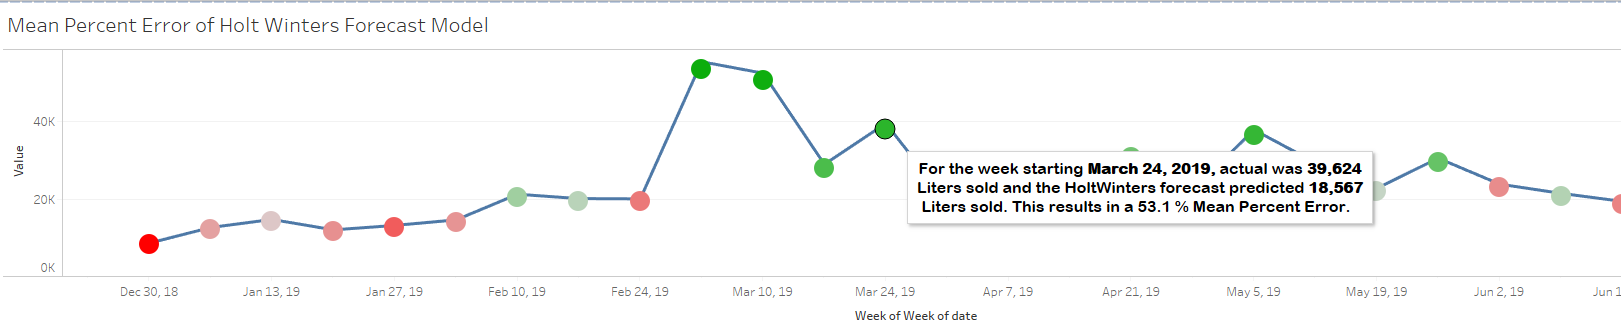 Mean Percent Error of Holt Winters Forecast Model
40K
20K
0K
Value
For the week starting March 24, 2019, actual was 39,624
Liters sold and the HoltWinters forecast predicted 18,567
Liters sold. This results in a 53.1 % Mean Percent Error.
Dec 30, 18
Jan 13, 19
Jan 27, 19
Feb 10, 19
Feb 24, 19
Mar 10, 19
Mar 24, 19
Apr 7, 19
Apr 21, 19
May 5, 19
May 19, 19
Jun 2, 19
Jun 1
Week of Week of date